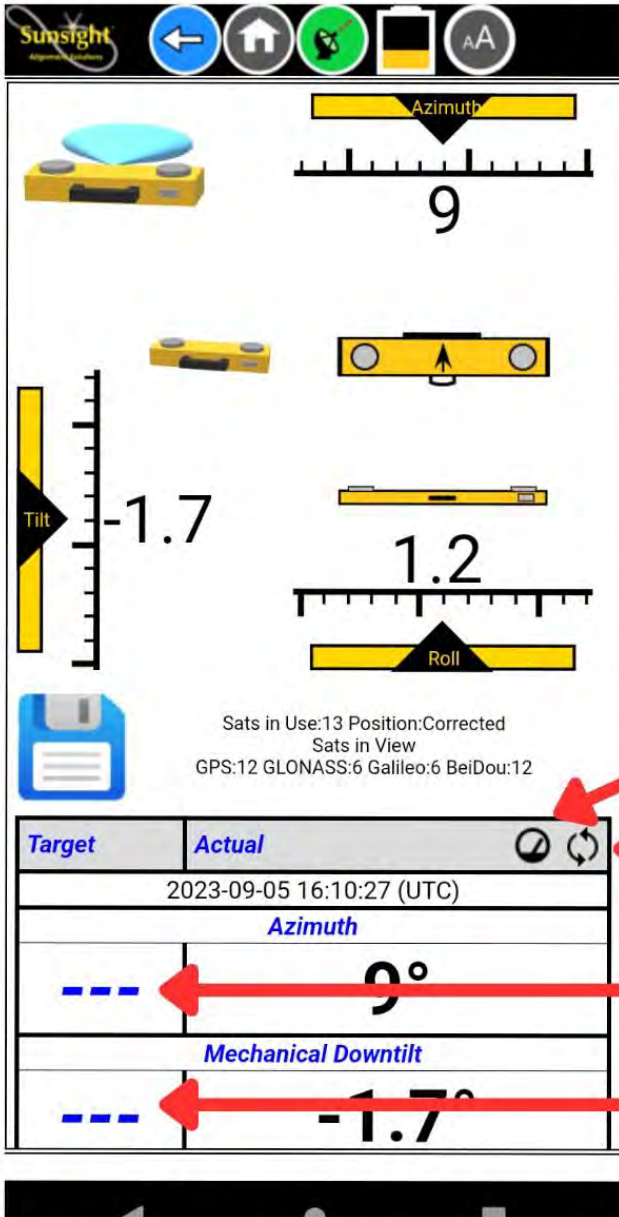 Sunsight
Alignment Solutions
AA
Azimuth
9
Tilt
-1.7
1.2
Roll
Sats in Use:13 Position:Corrected
Sats in View
GPS:12 GLONASS:6 Galileo:6 BeiDou:12
Target Actual
2023-09-05 16:10:27 (UTC)
Azimuth
--- 9°
Mechanical Downtilt
--- -1.7°